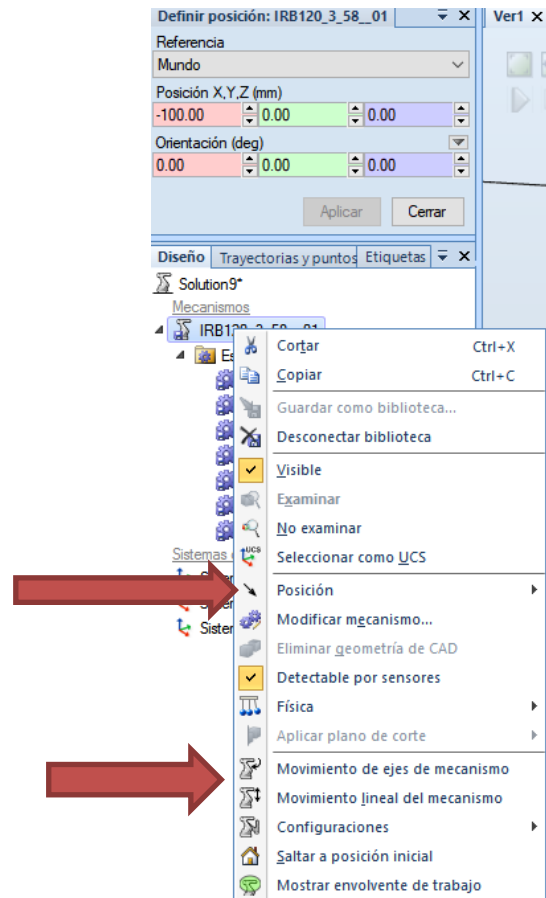 Definir posición: IRB120_3_58__01
Ver1
Referencia
Mundo
Posición X,Y,Z (mm)
-100.00 0.00 0.00
Orientación (deg)
0.00 0.00 0.00
Aplicar Cerrar
Diseño Trayectorias y puntos Etiquetas
Solution9*
Mecanismos
IRB120_3_58__01
Es
Cortar Ctrl+X
Copiar Ctrl+C
Guardar como biblioteca...
Desconectar biblioteca
Visible
Examinar
No examinar
Sistemas
UCS
Seleccionar como UCS
Posición
Modificar mecanismo...
Sister
Eliminar geometría de CAD
Detectable por sensores
Física
Aplicar plano de corte
Movimiento de ejes de mecanismo
Movimiento lineal del mecanismo
Configuraciones
Saltar a posición inicial
Mostrar envolvente de trabajo